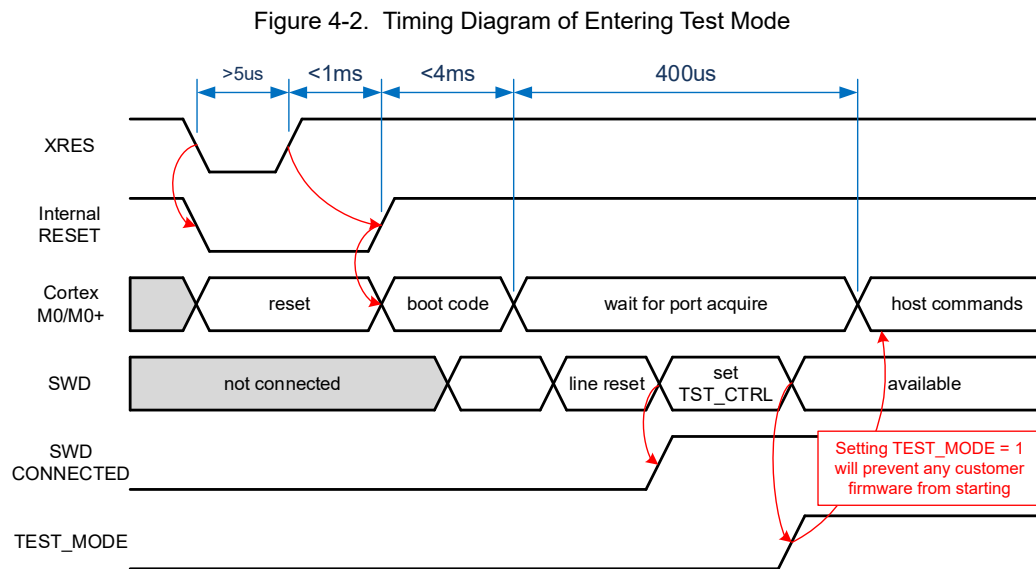 Figure 4-2. Timing Diagram of Entering Test Mode
>5us
<1ms
<4ms
400us
XRES
Internal
RESET
Cortex
M0/M0+
reset
boot code
wait for port acquire
host commands
SWD
not connected
line reset
set
TST_CTRL
available
SWD
CONNECTED
Setting TEST_MODE = 1
will prevent any customer
firmware from starting
TEST_MODE